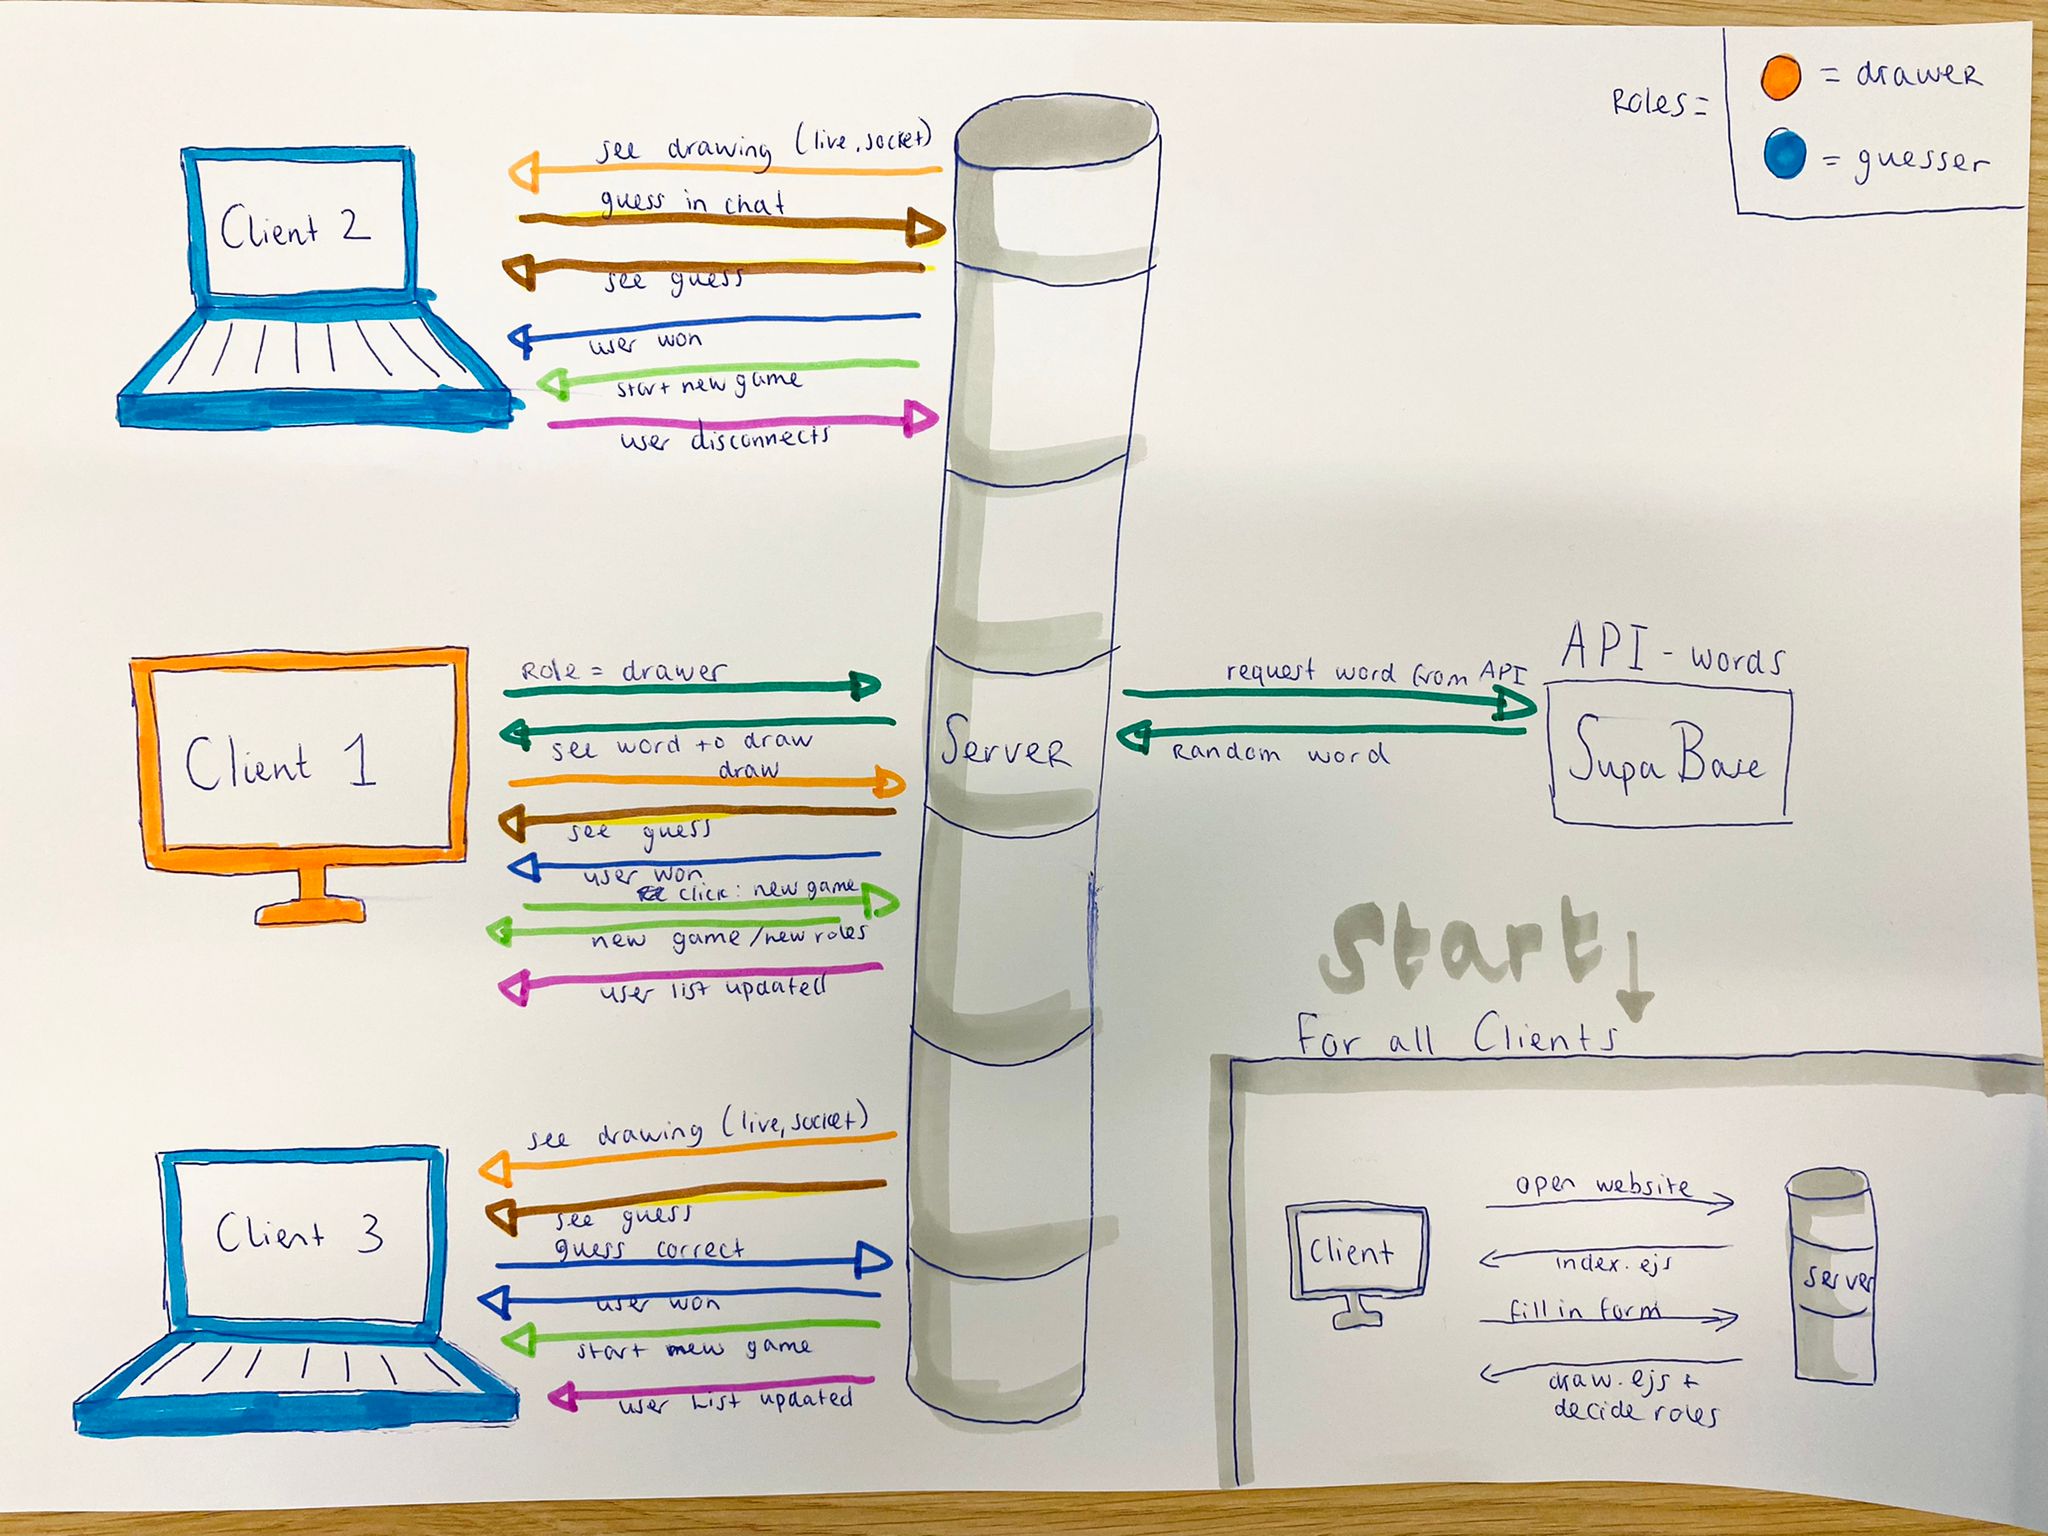 Roles =
= drawer
= guesser
Client 2
see drawing (live, socket)
guess in chat
see guess
user won
start new game
user disconnects
Client 1
Role = drawer
see word to draw
draw
see guess
user won
click: new game
new game/new roles
user list updated
Server
request word from API
Random word
API - words
SupaBase
Client 3
see drawing (live, socket)
see guess
guess correct
user won
start new game
user List updated
Start
For all Clients
Client
open website
index.ejs
fill in form
draw.ejs +
decide roles
server